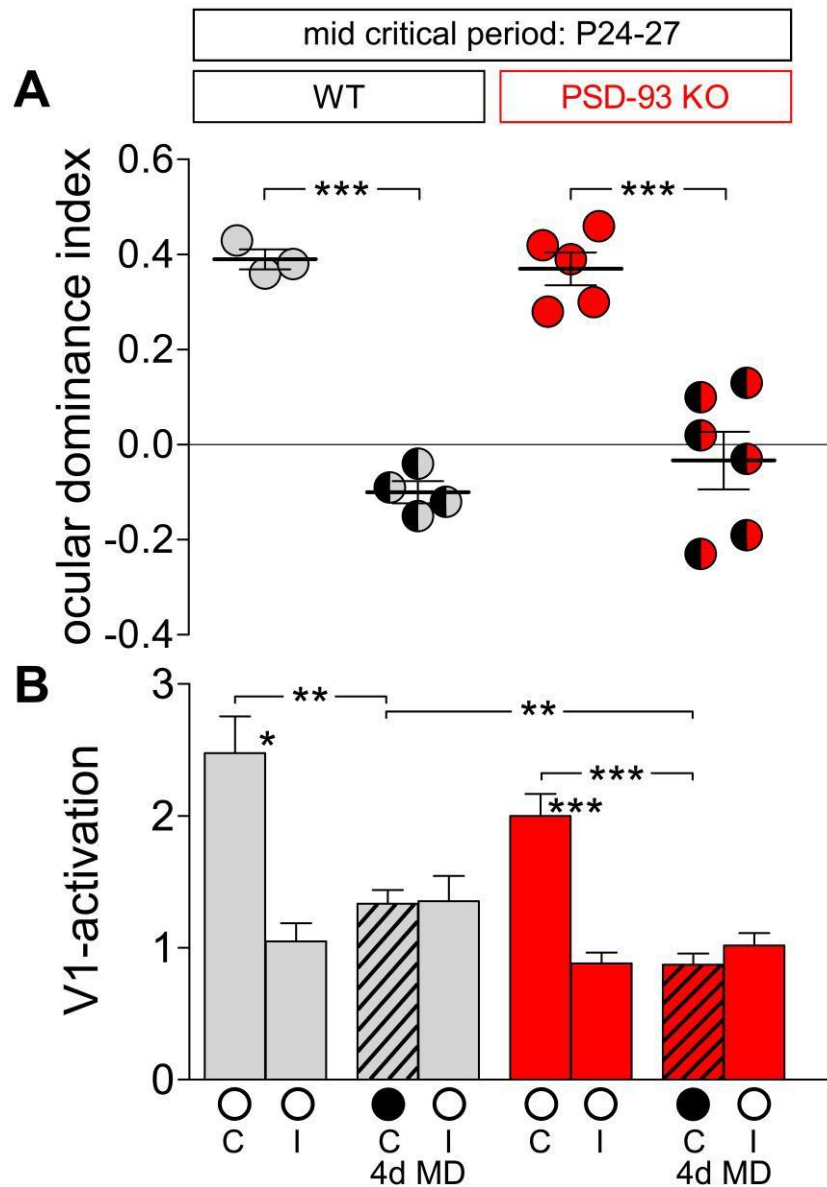 mid critical period: P24-27
A
WT PSD-93 KO
ocular dominance index
0.6
0.4
0.2
0.0
-0.2
-0.4
*** ***
B
V1-activation
3
2
1
0
** **
*
***
***
C I C I C I C I
4d MD 4d MD